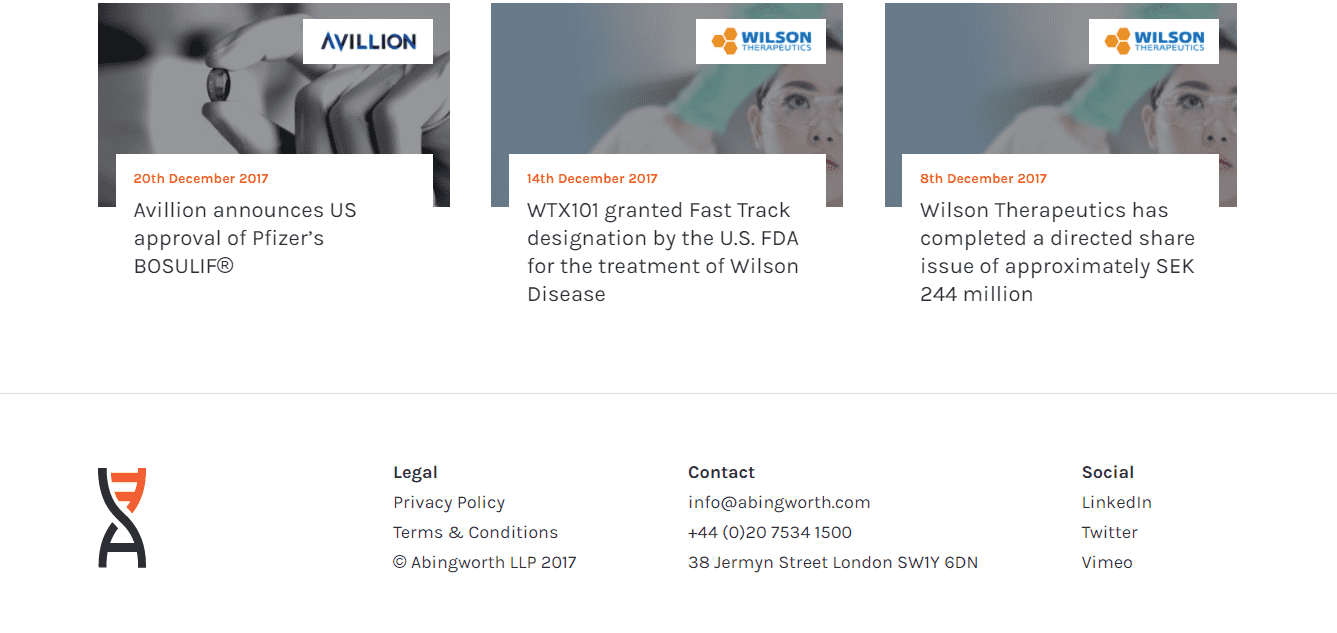 AVILLION
WILSON
THERAPEUTICS
WILSON
THERAPEUTICS
20th December 2017
Avillion announces US
approval of Pfizer’s
BOSULIF®
14th December 2017
WTX101 granted Fast Track
designation by the U.S. FDA
for the treatment of Wilson
Disease
8th December 2017
Wilson Therapeutics has
completed a directed share
issue of approximately SEK
244 million
Legal
Privacy Policy
Terms & Conditions
© Abingworth LLP 2017
Contact
info@abingworth.com
+44 (0)20 7534 1500
38 Jermyn Street London SW1Y 6DN
Social
LinkedIn
Twitter
Vimeo